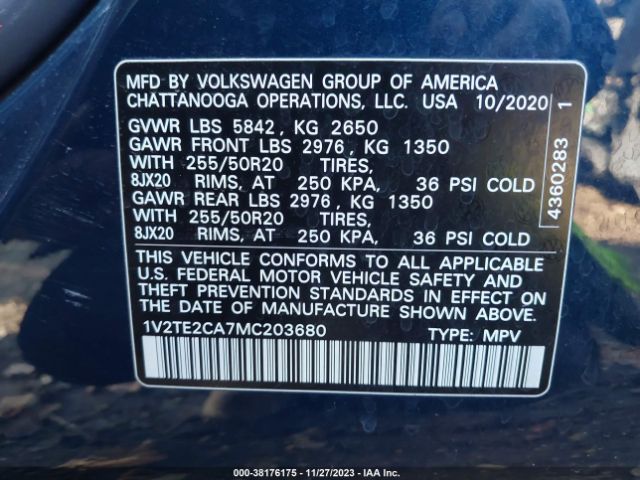 MFD BY VOLKSWAGEN GROUP OF AMERICA
CHATTANOOGA OPERATIONS, LLC. USA 10/2020
GVWR LBS 5842, KG 2650
GAWR FRONT LBS 2976, KG 1350
WITH 255/50R20 TIRES,
8JX20 RIMS, AT 250 KPA, 36 PSI COLD
GAWR REAR LBS 2976, KG 1350
WITH 255/50R20 TIRES,
8JX20 RIMS, AT 250 KPA, 36 PSI COLD
THIS VEHICLE CONFORMS TO ALL APPLICABLE
U.S. FEDERAL MOTOR VEHICLE SAFETY AND
THEFT PREVENTION STANDARDS IN EFFECT ON
THE DATE OF MANUFACTURE SHOWN ABOVE.
1V2TE2CA7MC203680 TYPE: MPV
4360283 1
000-38176175 — 11/27/2023 — IAA Inc.